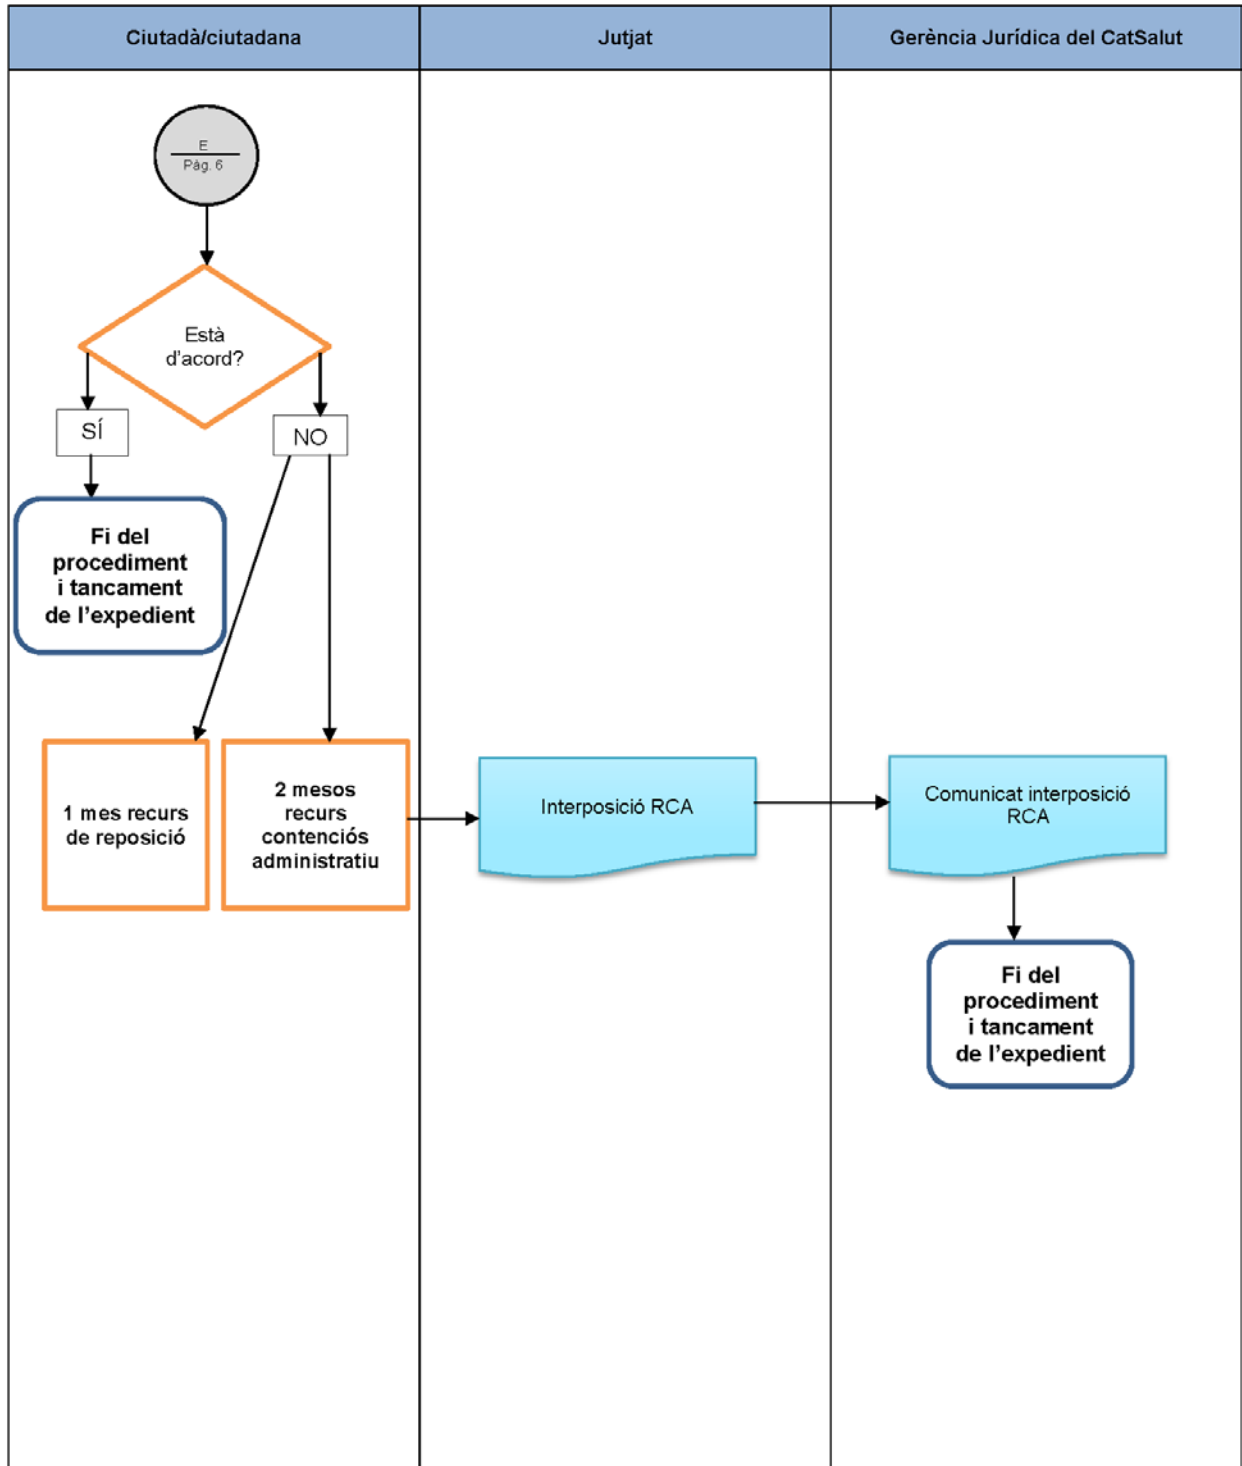 Ciutadà/ciutadana
Jutjat
Gerència Jurídica del CatSalut
E
Pàg. 6
Està
d'acord?
SÍ
NO
Fi del
procediment
i tancament
de l'expedient
1 mes recurs
de reposició
2 mesos
recurs
contenciós
administratiu
Interposició RCA
Comunicat interposició
RCA
Fi del
procediment
i tancament
de l'expedient